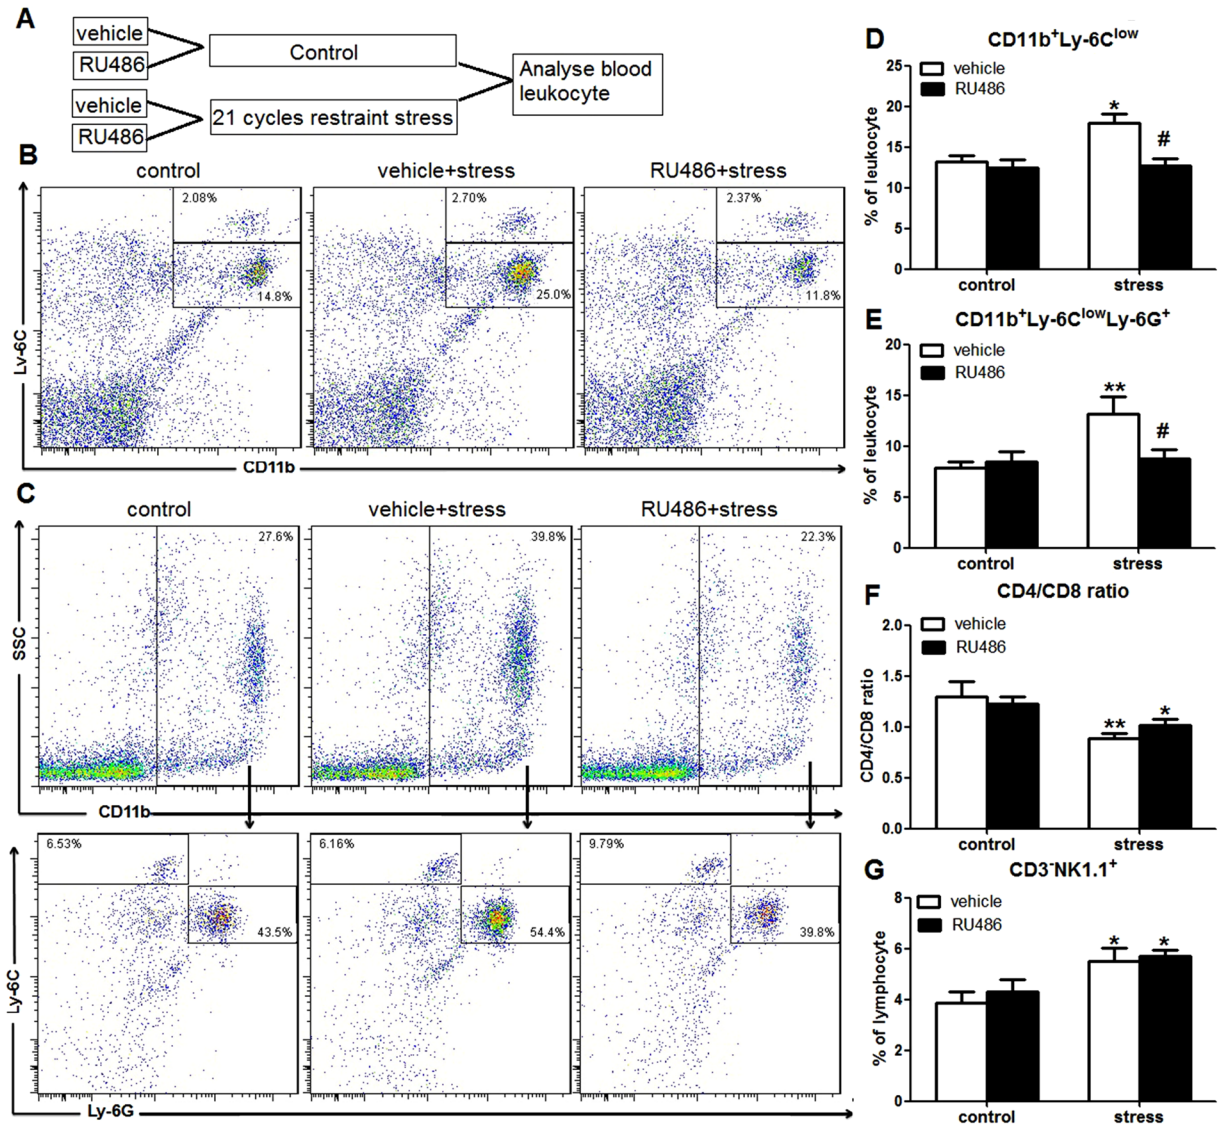 A
vehicle
RU486
Control
vehicle
RU486
21 cycles restraint stress
Analyse blood
leukocyte
B
control
vehicle+stress
RU486+stress
Ly-6C
2.08%
14.8%
2.70%
25.0%
2.37%
11.8%
CD11b
C
control
vehicle+stress
RU486+stress
SSC
27.6%
39.8%
22.3%
CD11b
Ly-6C
6.53%
43.5%
6.16%
54.4%
9.79%
39.8%
Ly-6G
D
CD11b+Ly-6Clow
vehicle
RU486
% of leukocyte
25
20
15
10
5
0
*
#
control
stress
E
CD11b+Ly-6ClowLy-6G+
vehicle
RU486
% of leukocyte
20
15
10
5
0
**
#
control
stress
F
CD4/CD8 ratio
vehicle
RU486
CD4/CD8 ratio
2.0
1.5
1.0
0.5
0.0
**
*
control
stress
G
CD3-NK1.1+
vehicle
RU486
% of lymphocyte
8
6
4
2
0
*
*
control
stress